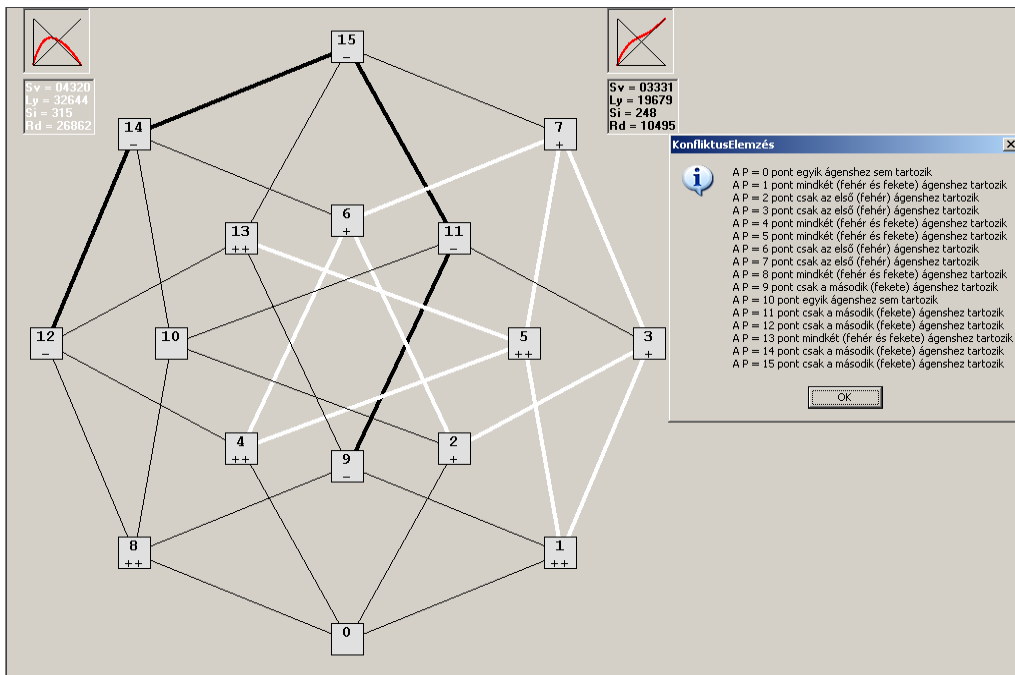 15
–
Sv = 04320
Ly = 32644
Si = 315
Rd = 26862
Sv = 03331
Ly = 19679
Si = 248
Rd = 10495
14
–
7
+
KonfliktusElemzés
A P = 0 pont egyik ágenshez sem tartozik
A P = 1 pont mindkét (fehér és fekete) ágenshez tartozik
A P = 2 pont csak az első (fehér) ágenshez tartozik
A P = 3 pont csak az első (fehér) ágenshez tartozik
A P = 4 pont mindkét (fehér és fekete) ágenshez tartozik
A P = 5 pont mindkét (fehér és fekete) ágenshez tartozik
A P = 6 pont csak az első (fehér) ágenshez tartozik
A P = 7 pont csak az első (fehér) ágenshez tartozik
A P = 8 pont mindkét (fehér és fekete) ágenshez tartozik
A P = 9 pont csak a második (fekete) ágenshez tartozik
A P = 10 pont egyik ágenshez sem tartozik
A P = 11 pont csak a második (fekete) ágenshez tartozik
A P = 12 pont csak a második (fekete) ágenshez tartozik
A P = 13 pont mindkét (fehér és fekete) ágenshez tartozik
A P = 14 pont csak a második (fekete) ágenshez tartozik
A P = 15 pont csak a második (fekete) ágenshez tartozik
OK
6
+
13
++
11
–
12
–
10
5
++
3
+
4
++
9
–
2
+
8
++
1
++
0